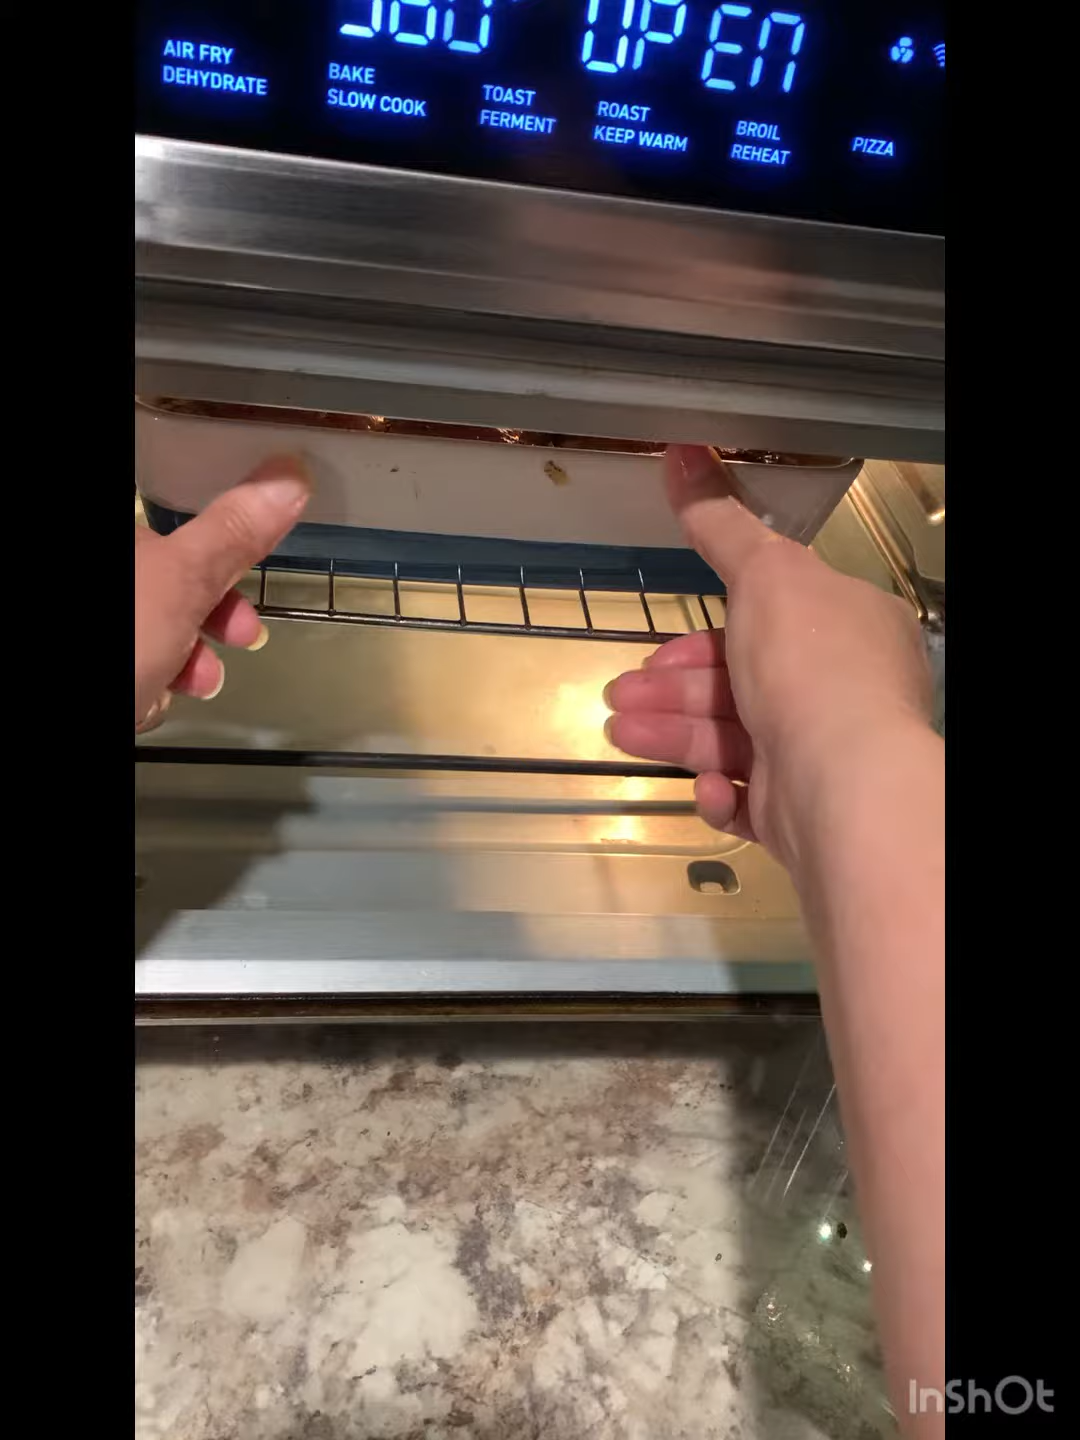 OPEN
AIR FRY
DEHYDRATE
BAKE
SLOW COOK
TOAST
FERMENT
ROAST
KEEP WARM
BROIL
REHEAT
PIZZA
InShOt